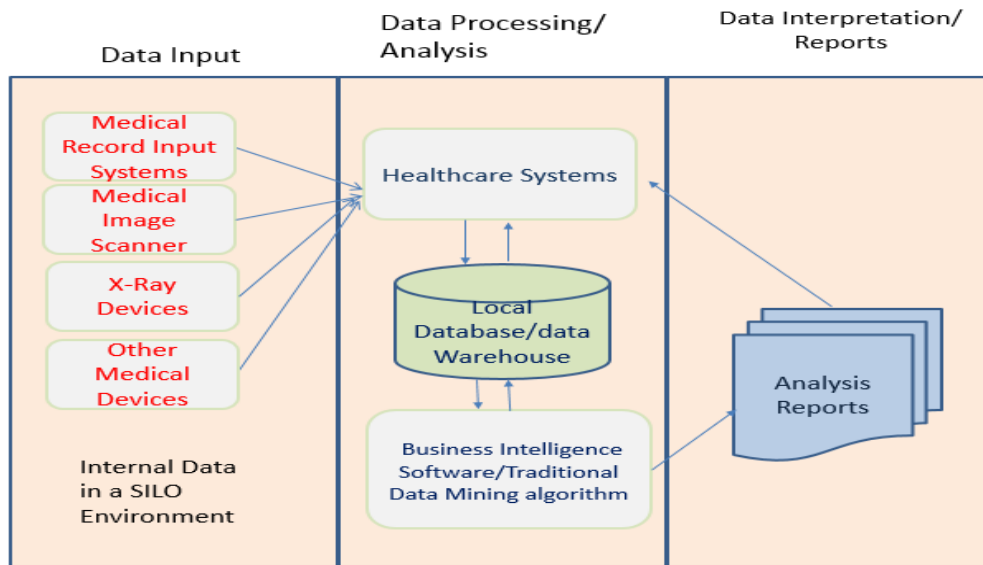 Data Input
Data Processing/
Analysis
Data Interpretation/
Reports
Medical
Record Input
Systems
Medical
Image
Scanner
X-Ray
Devices
Other
Medical
Devices
Internal Data
in a SILO
Environment
Healthcare Systems
Local
Database/data
Warehouse
Business Intelligence
Software/Traditional
Data Mining algorithm
Analysis
Reports